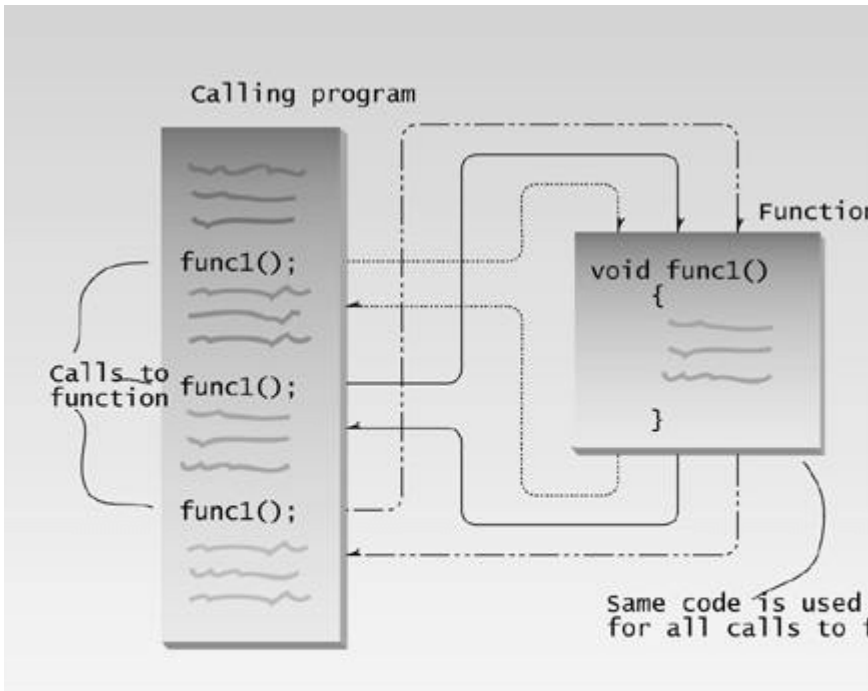 Calling program
func1();
Calls to
function
func1();
func1();
Function
void func1()
{
}
Same code is used
for all calls to